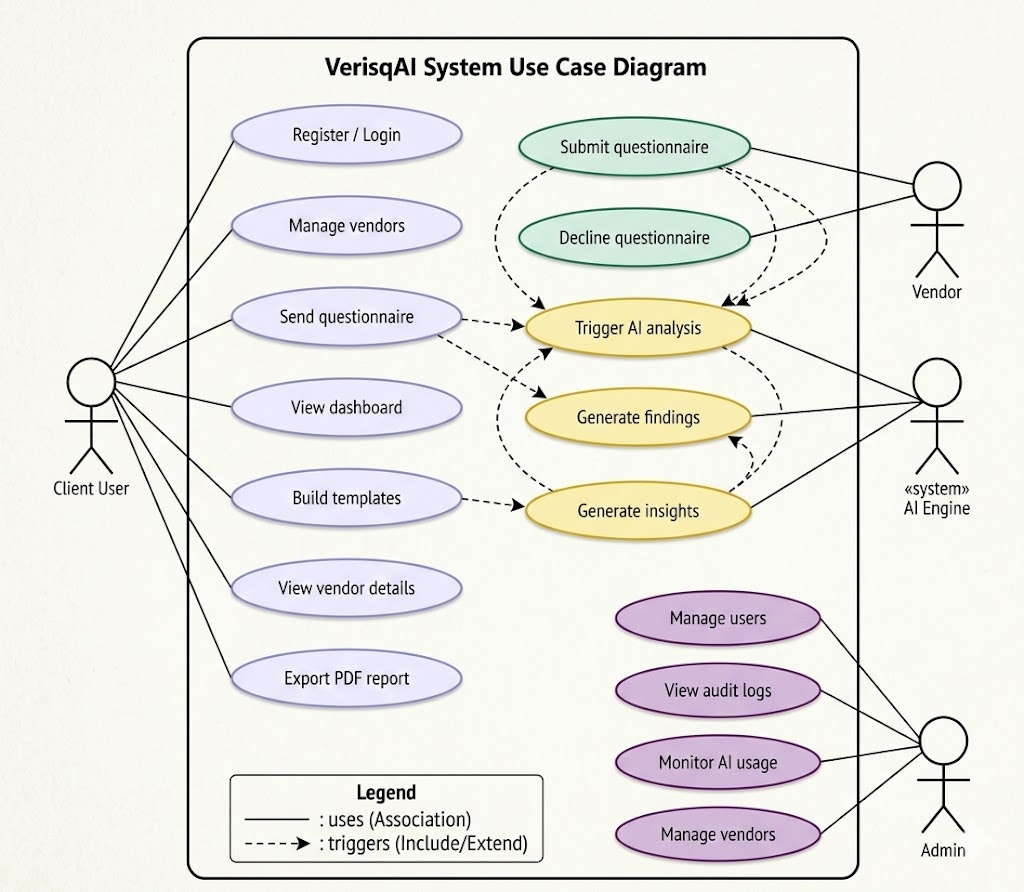 VerisqAI System Use Case Diagram
Register / Login
Manage vendors
Send questionnaire
View dashboard
Build templates
View vendor details
Export PDF report
Client User
Submit questionnaire
Decline questionnaire
Trigger AI analysis
Generate findings
Generate insights
Vendor
«system»
AI Engine
Manage users
View audit logs
Monitor AI usage
Manage vendors
Admin
Legend
: uses (Association)
: triggers (Include/Extend)